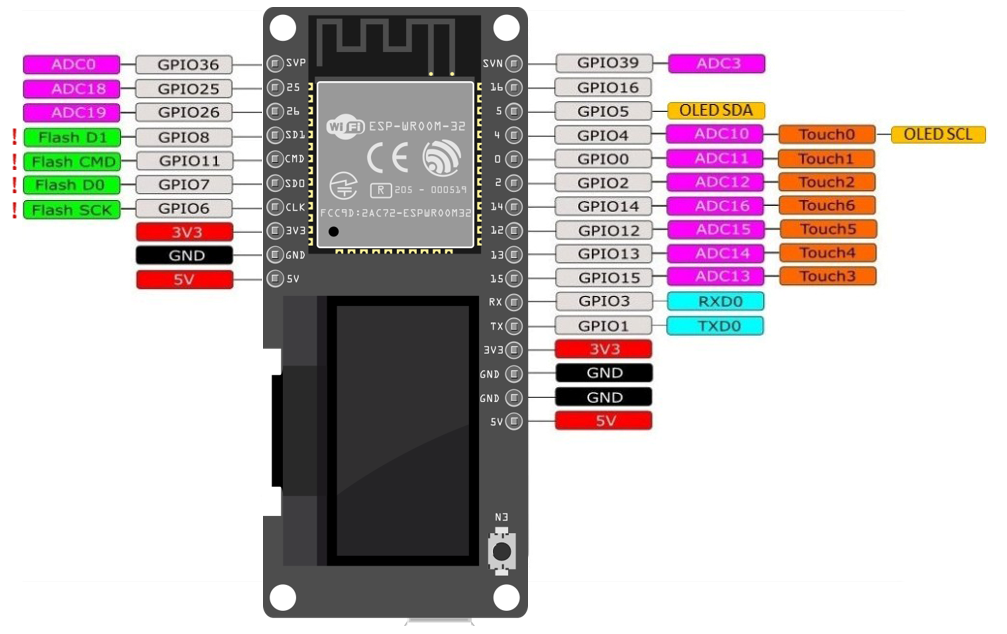 ADC0 GPIO36 SVP SVN GPIO39 ADC3
ADC18 GPIO25 25 16 GPIO16
ADC19 GPIO26 26 5 GPIO5 OLED SDA
! Flash D1 GPIO8 SD1 4 GPIO4 ADC10 Touch0 OLED SCL
! Flash CMD GPIO11 CMD 0 GPIO0 ADC11 Touch1
! Flash D0 GPIO7 SD0 2 GPIO2 ADC12 Touch2
! Flash SCK GPIO6 CLK 14 GPIO14 ADC16 Touch6
3V3 3V3 12 GPIO12 ADC15 Touch5
GND GND 13 GPIO13 ADC14 Touch4
5V 5V 15 GPIO15 ADC13 Touch3
RX GPIO3 RXD0
TX GPIO1 TXD0
3V3 3V3
GND GND
GND GND
5V 5V
WiFi ESP-WROOM-32
CE
R 205 - 000519
FCC9D:2AC72-ESPWROOM32
N3